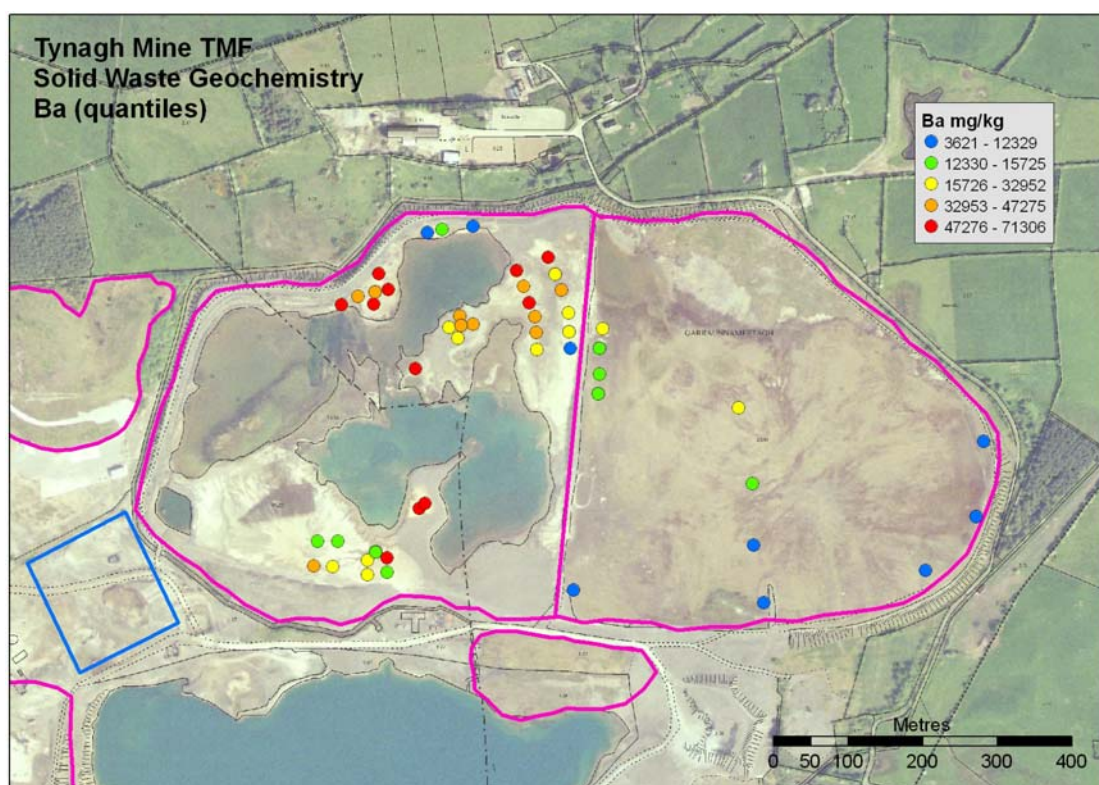 Tynagh Mine TMF
Solid Waste Geochemistry
Ba (quantiles)
Ba mg/kg
3621 - 12329
12330 - 15725
15726 - 32952
32953 - 47275
47276 - 71306
Metres
0 50 100 200 300 400